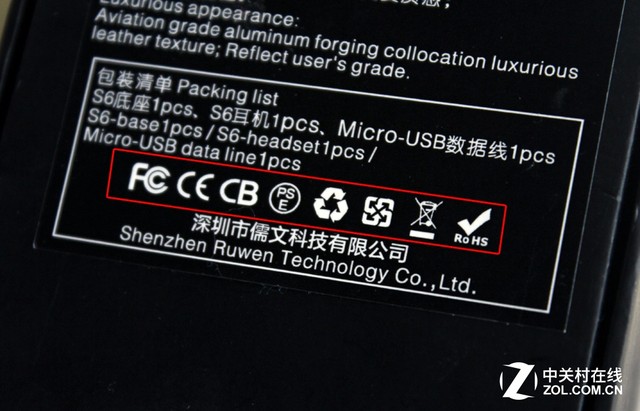 Luxurious appearance:
Aviation grade aluminum forging collocation luxurious
leather texture; Reflect user's grade.
包装清单 Packing list
S6底座1pcs、S6耳机1pcs、Micro-USB数据线1pcs
S6-base1pcs / S6-headset1pcs /
Micro-USB data line1pcs
FC CE CB PS E RoHS
深圳市儒文科技有限公司
Shenzhen Ruwen Technology Co.,Ltd.
Z 中关村在线
ZOL.COM.CN